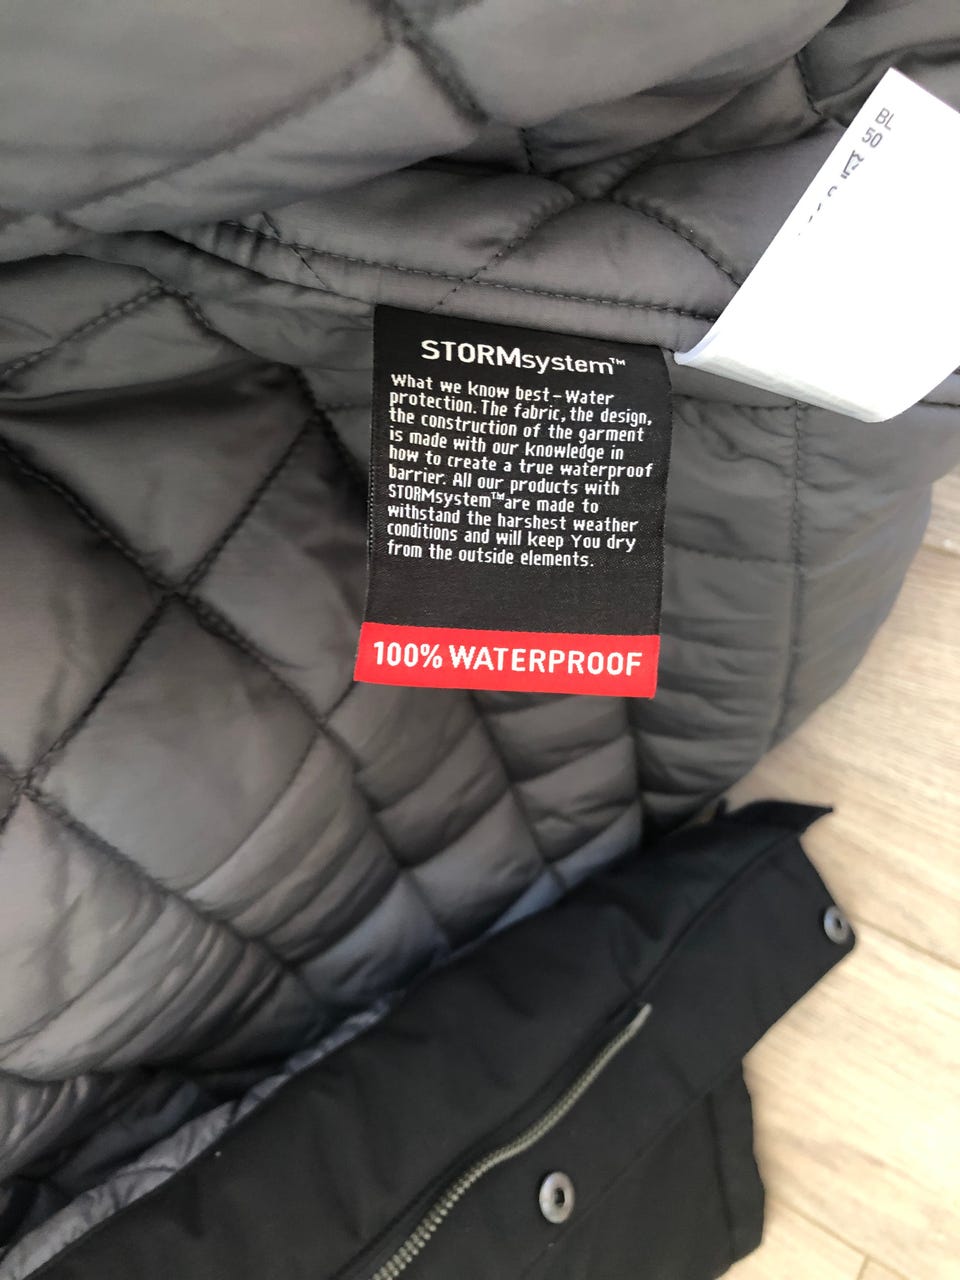 BL
50
STORMsystem™
What we know best – Water
protection. The fabric, the design,
the construction of the garment
is made with our knowledge in
how to create a true waterproof
barrier. All our products with
STORMsystem™ are made to
withstand the harshest weather
conditions and will keep You dry
from the outside elements.
100% WATERPROOF